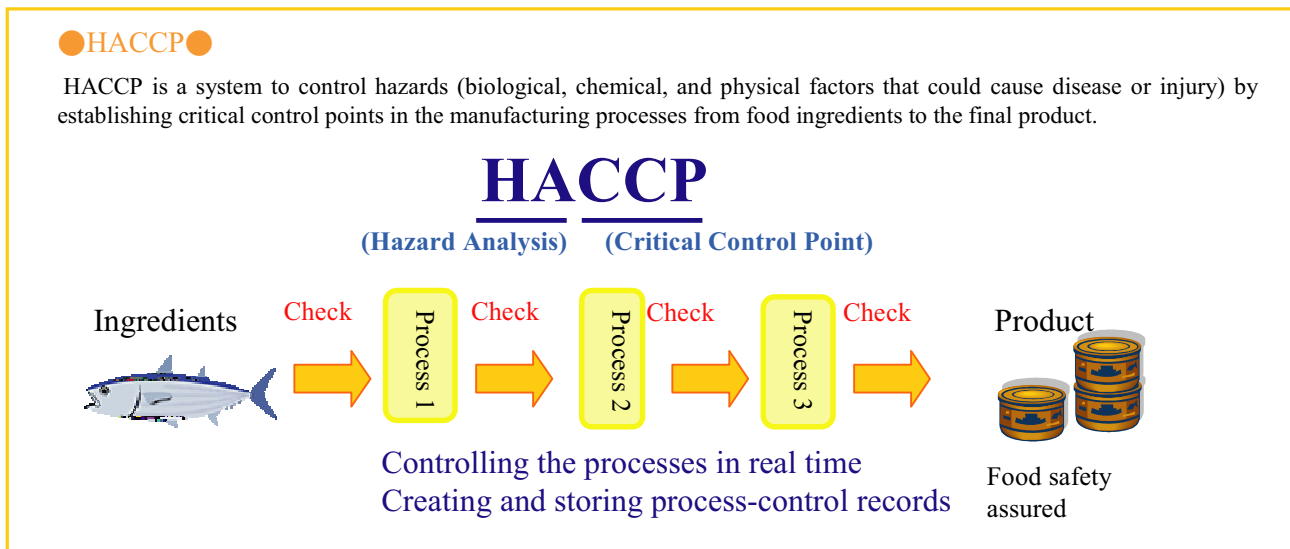 ●HACCP●
HACCP is a system to control hazards (biological, chemical, and physical factors that could cause disease or injury) by
establishing critical control points in the manufacturing processes from food ingredients to the final product.
HACCP
(Hazard Analysis) (Critical Control Point)
Ingredients
Check
Process 1
Check
Process 2
Check
Process 3
Check
Product
Controlling the processes in real time
Creating and storing process-control records
Food safety
assured